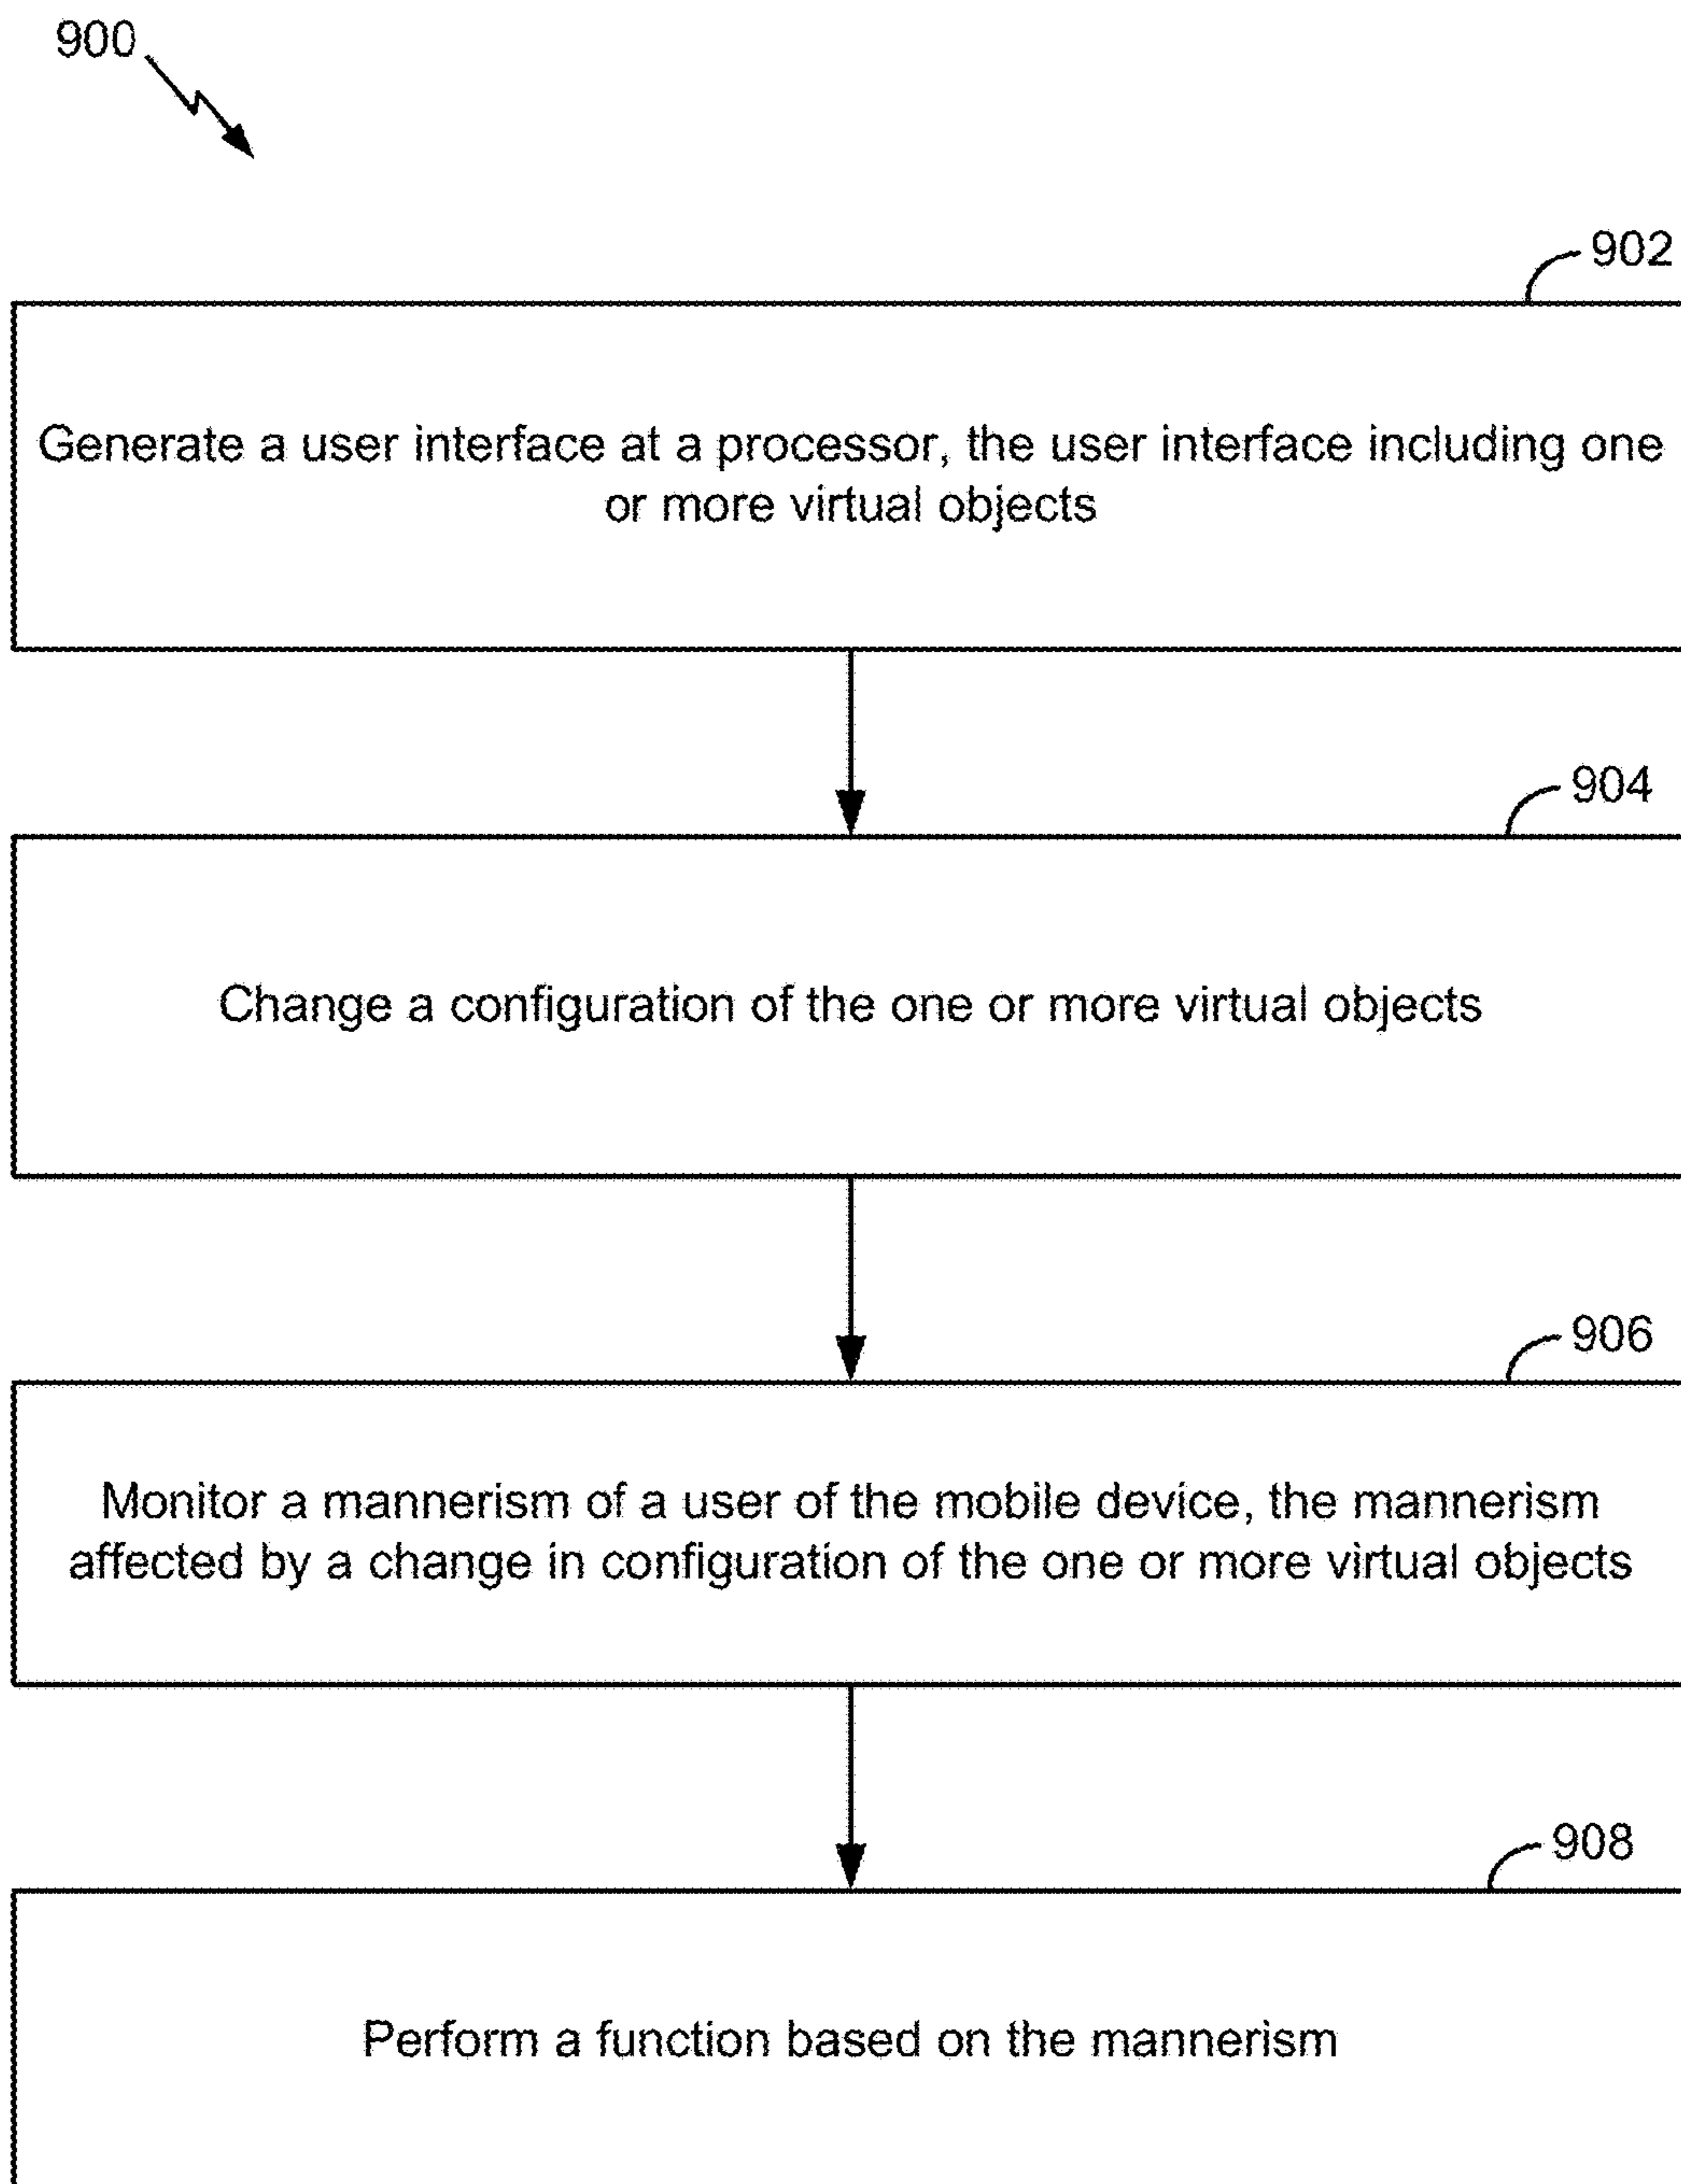 900
902
Generate a user interface at a processor, the user interface including one
or more virtual objects
904
Change a configuration of the one or more virtual objects
906
Monitor a mannerism of a user of the mobile device, the mannerism
affected by a change in configuration of the one or more virtual objects
908
Perform a function based on the mannerism